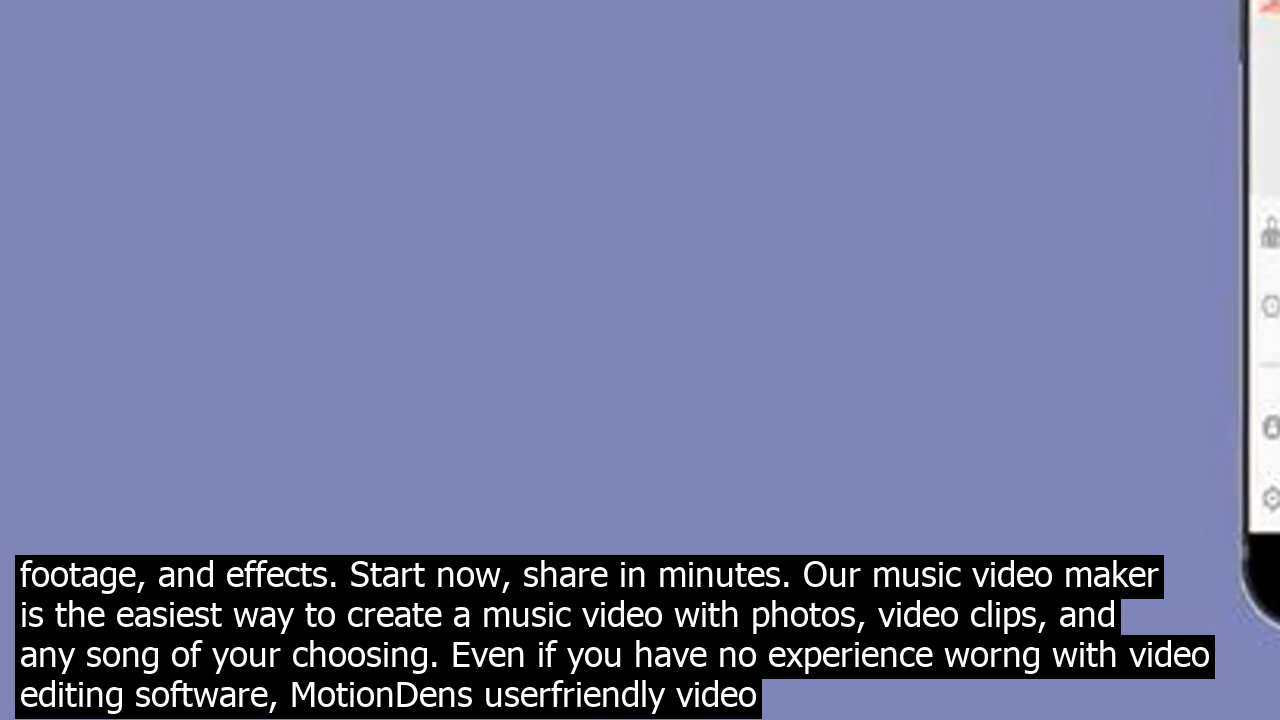 footage, and effects. Start now, share in minutes. Our music video maker
is the easiest way to create a music video with photos, video clips, and
any song of your choosing. Even if you have no experience worng with video
editing software, MotionDens userfriendly video